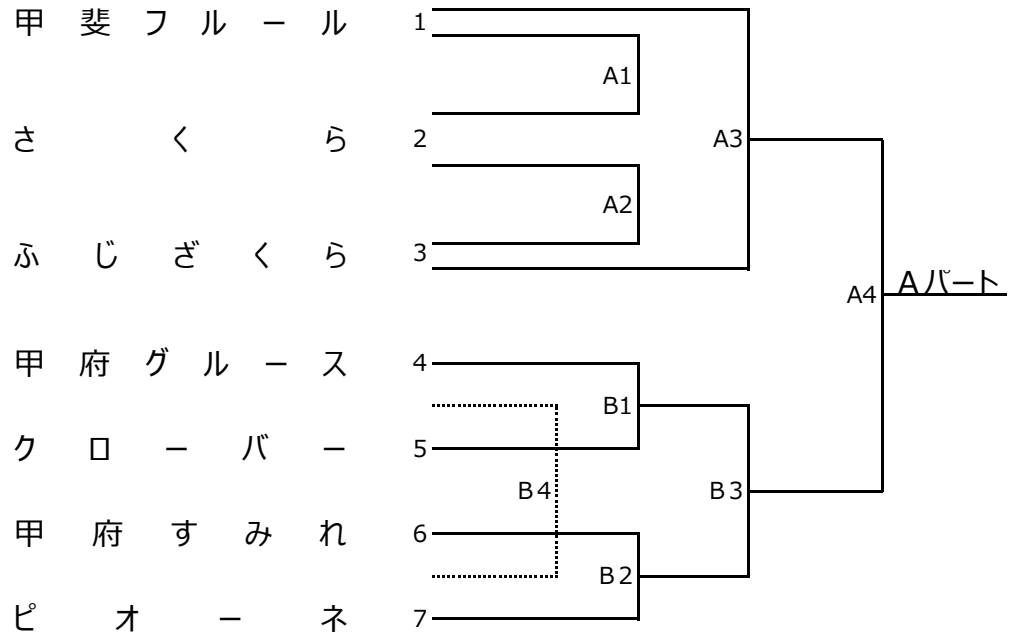 甲斐フルール 1
A1
さくら 2
A3
A2
ふじざくら 3
A4 Aパート
甲府グルース 4
B1
クローバー 5
B4 B3
甲府すみれ 6
B2
ピオーネ 7